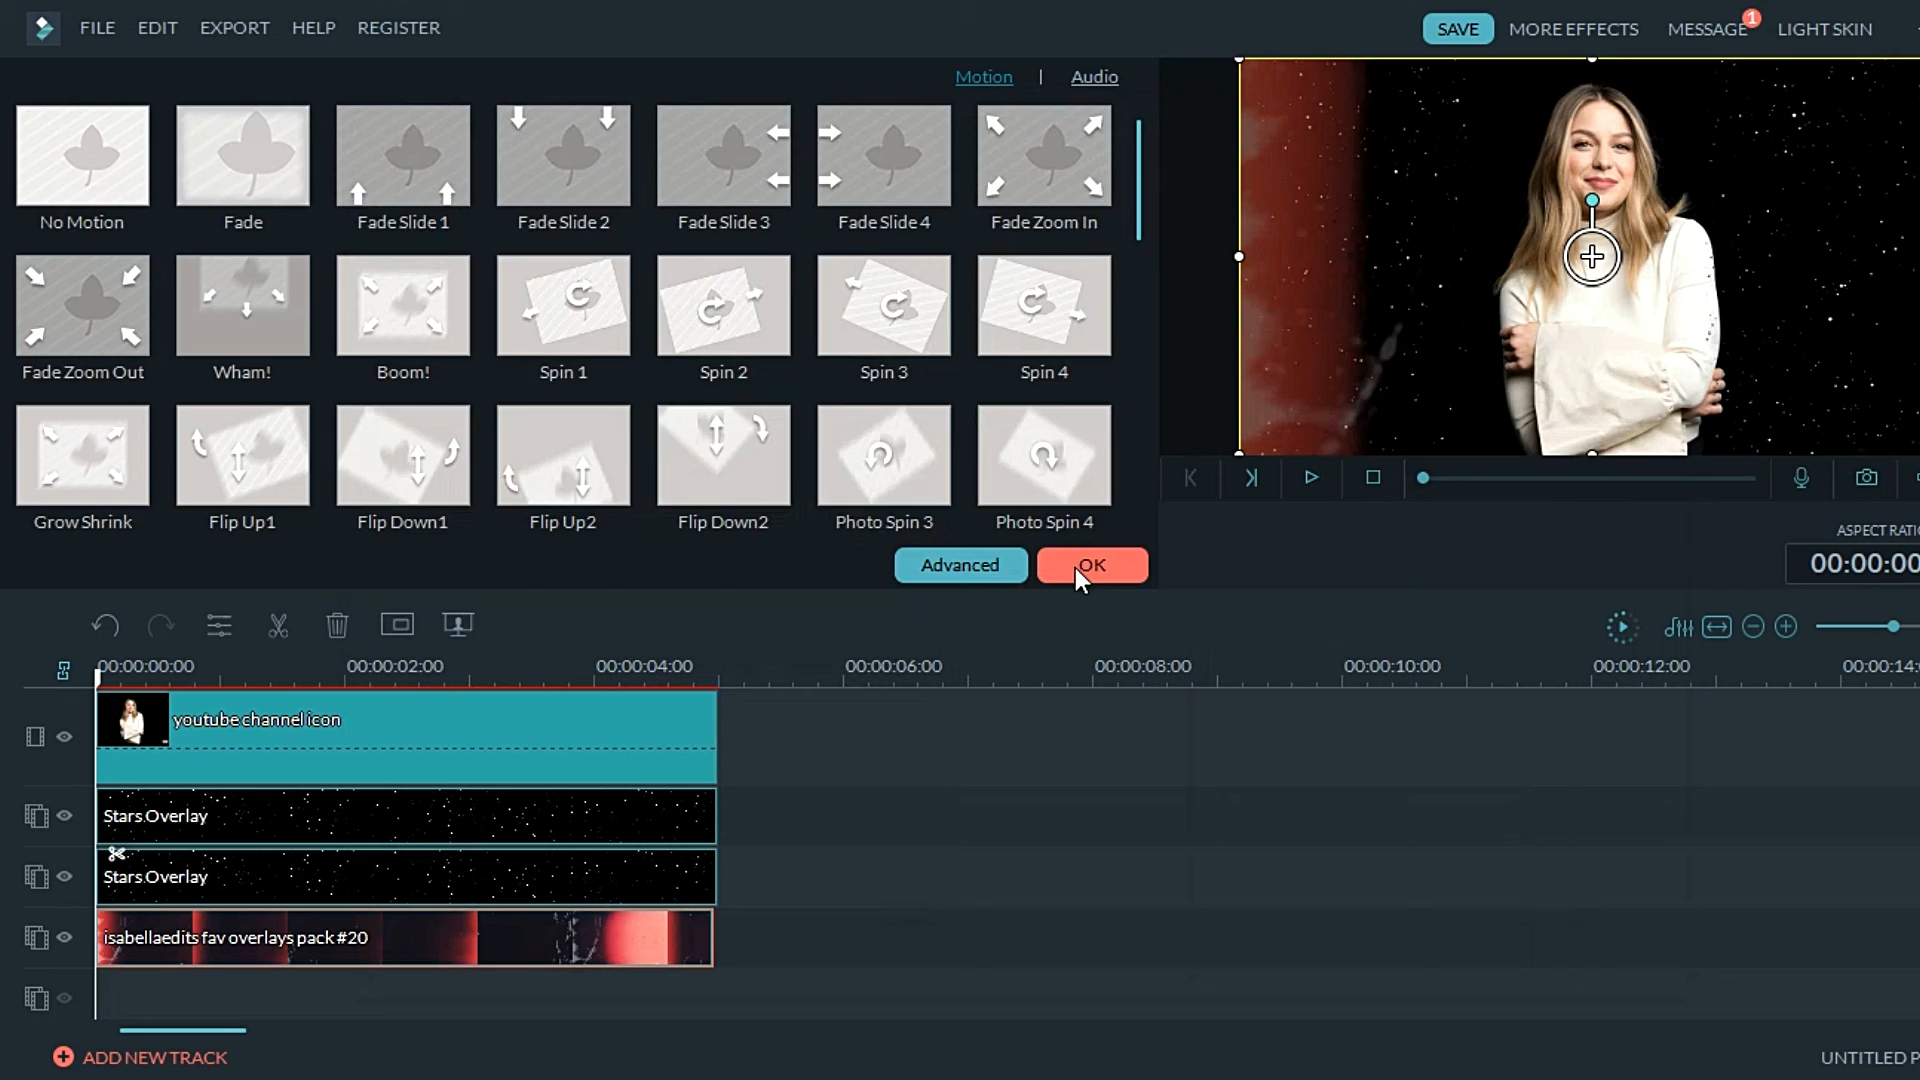 FILE EDIT EXPORT HELP REGISTER
SAVE MORE EFFECTS MESSAGE 1 LIGHT SKIN
Motion | Audio
No Motion Fade Fade Slide 1 Fade Slide 2 Fade Slide 3 Fade Slide 4 Fade Zoom In
Fade Zoom Out Wham! Boom! Spin 1 Spin 2 Spin 3 Spin 4
Grow Shrink Flip Up1 Flip Down1 Flip Up2 Flip Down2 Photo Spin 3 Photo Spin 4
ASPECT RATIO
Advanced OK
00:00:00
00:00:00:00 00:00:02:00 00:00:04:00 00:00:06:00 00:00:08:00 00:00:10:00 00:00:12:00 00:00:14:
youtube channel icon
Stars Overlay
Stars Overlay
isabellaedits fav overlays pack #20
ADD NEW TRACK
UNTITLED P